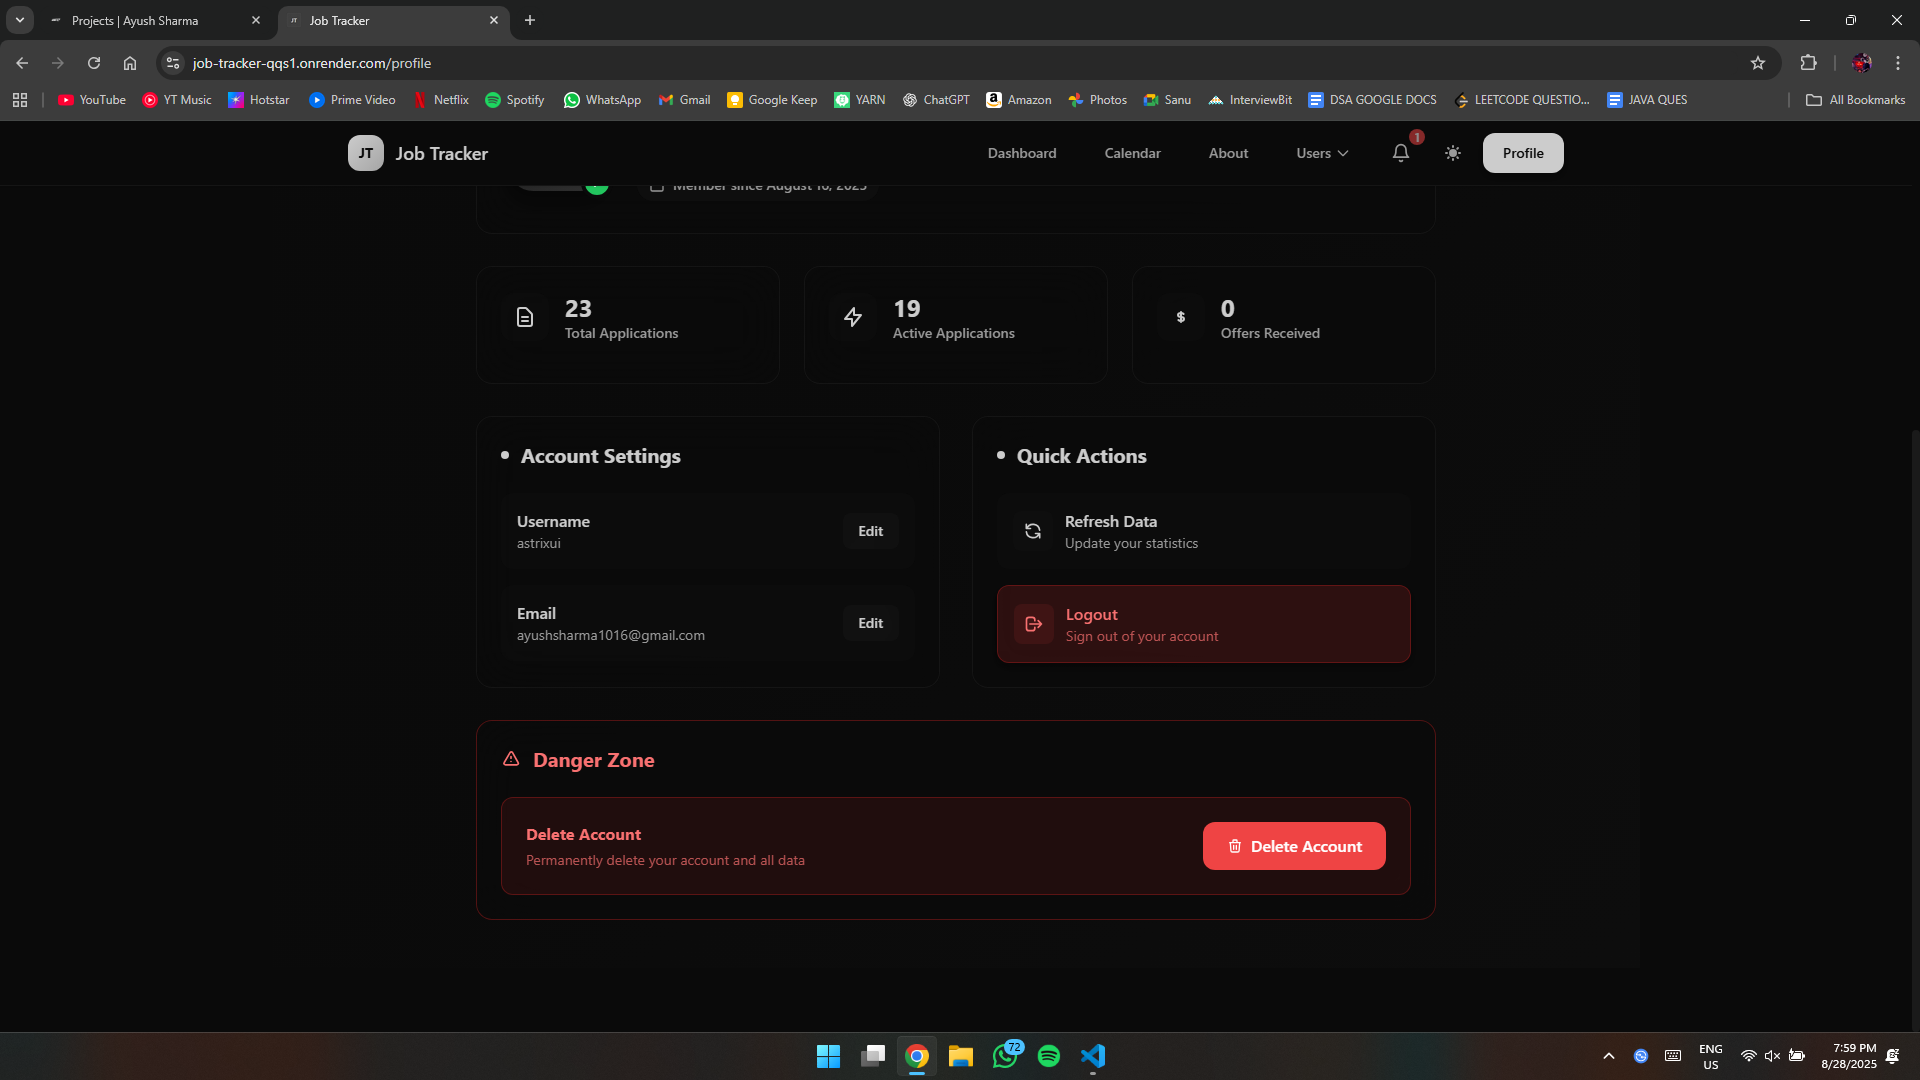 Projects | Ayush Sharma
JT Job Tracker
job-tracker-qqs1.onrender.com/profile
YouTube YT Music Hotstar Prime Video Netflix Spotify WhatsApp Gmail Google Keep YARN ChatGPT Amazon Photos Sanu InterviewBit DSA GOOGLE DOCS LEETCODE QUESTIO... JAVA QUES All Bookmarks
JT Job Tracker Dashboard Calendar About Users 1 Profile
Member since August 16, 2025
23
Total Applications
19
Active Applications
$
0
Offers Received
Account Settings
Username
astrixui
Edit
Email
ayushsharma1016@gmail.com
Edit
Quick Actions
Refresh Data
Update your statistics
Logout
Sign out of your account
Danger Zone
Delete Account
Permanently delete your account and all data
Delete Account
72
ENG
US
7:59 PM
8/28/2025